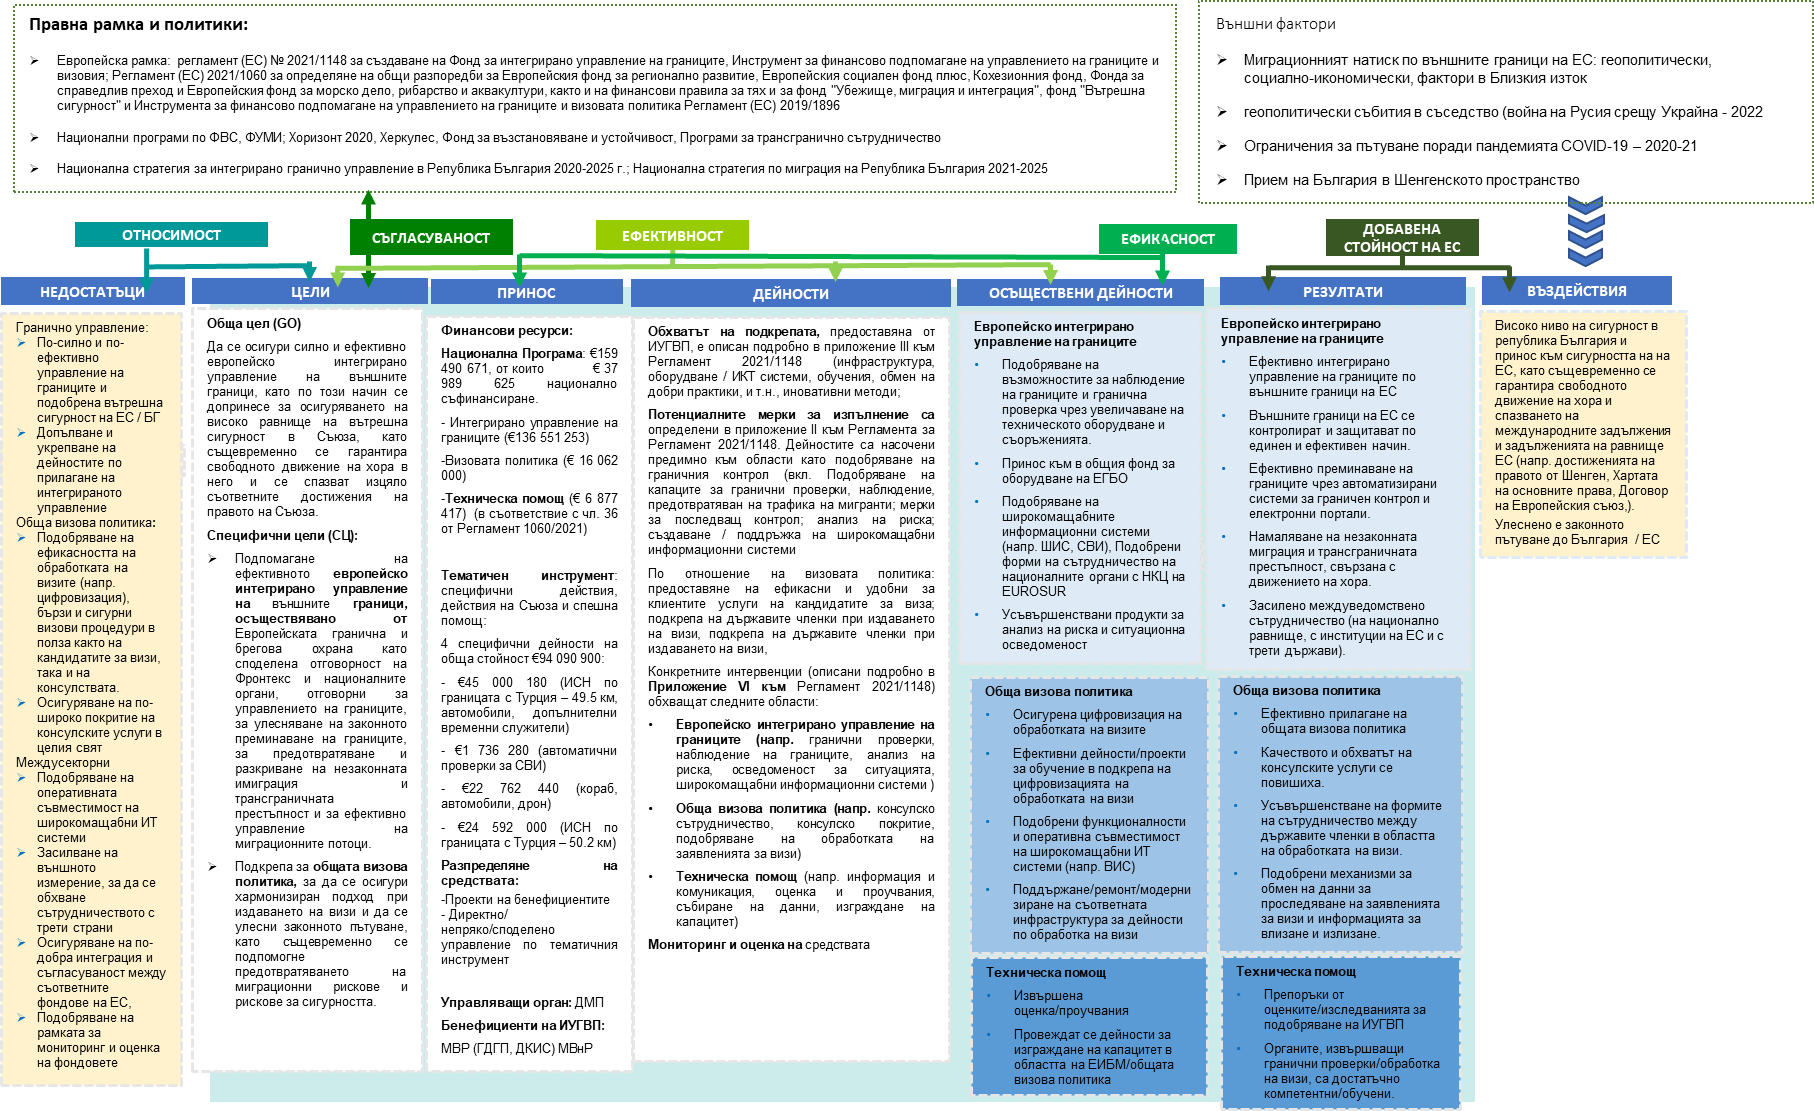 Правна рамка и политики:
Европейска рамка: регламент (ЕС) № 2021/1148 за създаване на Фонд за интегрирано управление на границите, Инструмент за финансово подпомагане на управлението на границите и
визовия; Регламент (ЕС) 2021/1060 за определяне на общи разпоредби за Европейския фонд за регионално развитие, Европейския социален фонд плюс, Кохезионния фонд, Фонда за
справедлив преход и Европейския фонд за морско дело, рибарство и аквакултури, както и на финансови правила за тях и за фонд "Убежище, миграция и интеграция", фонд "Вътрешна
сигурност" и Инструмента за финансово подпомагане на управлението на границите и визовата политика Регламент (ЕС) 2019/1896
Национални програми по ФВС, ФУМИ; Хоризонт 2020, Херкулес, Фонд за възстановяване и устойчивост, Програми за трансгранично сътрудничество
Национална стратегия за интегрирано гранично управление в Република България 2020-2025 г.; Национална стратегия по миграция на Република България 2021-2025
Външни фактори
Миграционният натиск по външните граници на ЕС: геополитически,
социално-икономически, фактори в Близкия изток
геополитически събития в съседство (война на Русия срещу Украйна - 2022
Ограничения за пътуване поради пандемията COVID-19 – 2020-21
Прием на България в Шенгенското пространство
ОТНОСИМОСТ
СЪГЛАСУВАНОСТ
ЕФЕКТИВНОСТ
ЕФИКАСНОСТ
ДОБАВЕНА
СТОЙНОСТ НА ЕС
НЕДОСТАТЪЦИ
Гранично управление:
По-силно и по-
ефективно
управление на
границите и
подобрена вътрешна
сигурност на ЕС / БГ
Допълване и
укрепване на
дейностите по
прилагане на
интегрираното
управление
Обща визова политика:
Подобряване на
ефикасността на
обработката на
визите (напр.
цифровизация),
бързи и сигурни
визови процедури в
полза както на
кандидатите за визи,
така и на
консулствата.
Осигуряване на по-
широко покритие на
консулските услуги в
целия свят
Междусекторни
Подобряване на
оперативната
съвместимост на
широкомащабни ИТ
системи
Засилване на
външното
измерение, за да се
обхване
сътрудничеството с
трети страни
Осигуряване на по-
добра интеграция и
съгласуваност между
съответните
фондове на ЕС,
Подобряване на
рамката за
мониторинг и оценка
на фондовете
ЦЕЛИ
Обща цел (GO)
Да се осигури силно и ефективно
европейско интегрирано
управление на външните
граници, като по този начин се
допринесе за осигуряването на
високо равнище на вътрешна
сигурност в Съюза, като
същевременно се гарантира
свободното движение на хора в
него и се спазват изцяло
съответните достижения на
правото на Съюза.
Специфични цели (СЦ):
Подпомагане на
ефективното европейско
интегрирано управление
на външните граници,
осъществявано от
Европейската гранична и
брегова охрана като
споделена отговорност на
Фронтекс и националните
органи, отговорни за
управлението на границите,
за улесняване на законното
преминаване на границите,
за предотвратяване и
разкриване на незаконната
имиграция и
трансграничната
престъпност и за ефективно
управление на
миграционните потоци.
Подкрепа за общата визова
политика, за да се осигури
хармонизиран подход при
издаването на визи и да се
улесни законното пътуване,
като същевременно се
подпомогне
предотвратяването на
миграционни рискове и
рискове за сигурността.
ПРИНОС
Финансови ресурси:
Национална Програма: €159
490 671, от които € 37
989 625 национално
съфинансиране.
- Интегрирано управление на
границите (€136 551 253)
-Визовата политика (€ 16 062
000)
-Техническа помощ (€ 6 877
417) (в съответствие с чл. 36
от Регламент 1060/2021)
Тематичен инструмент:
специфични действия,
действия на Съюза и спешна
помощ:
4 специфични дейности на
обща стойност €94 090 900:
- €45 000 180 (ИСН по
границата с Турция – 49.5 км,
автомобили, допълнителни
временни служители)
- €1 736 280 (автоматични
проверки за СВИ)
- €22 762 440 (кораб,
автомобили, дрон)
- €24 592 000 (ИСН по
границата с Турция – 50.2 км)
Разпределяне на
средствата:
-Проекти на бенефициентите
- Директно/
непряко/споделено
управление по тематичния
инструмент
Управляващи орган: ДМП
Бенефициенти на ИУГВП:
МВР (ГДГП, ДКИС) МВнР
ДЕЙНОСТИ
Обхватът на подкрепата, предоставяна от
ИУГВП, е описан подробно в приложение III към
Регламент 2021/1148 (инфраструктура,
оборудване / ИКТ системи, обучения, обмен на
добри практики, и т.н., иновативни методи;
Потенциалните мерки за изпълнение са
определени в приложение II към Регламента за
Регламент 2021/1148. Дейностите са насочени
предимно към области като подобряване на
граничния контрол (вкл. Подобряване на
капаците за гранични проверки, наблюдение,
предотвратяван на трафика на мигранти; мерки
за последващ контрол; анализ на риска;
създаване / поддръжка на широкомащабни
информационни системи
По отношение на визовата политика:
предоставяне на ефикасни и удобни за
клиентите услуги на кандидатите за виза;
подкрепа на държавите членки при издаването
на визи, подкрепа на държавите членки при
издаването на визи,
Конкретните интервенции (описани подробно в
Приложение VI към Регламент 2021/1148)
обхващат следните области:
Европейско интегрирано управление на
границите (напр. гранични проверки,
наблюдение на границите, анализ на
риска, осведоменост за ситуацията,
широкомащабни информационни системи )
Обща визова политика (напр. консулско
сътрудничество, консулско покритие,
подобряване на обработката на
заявленията за визи)
Техническа помощ (напр. информация и
комуникация, оценка и проучвания,
събиране на данни, изграждане на
капацитет)
Мониторинг и оценка на средствата
ОСЪЩЕСТВЕНИ ДЕЙНОСТИ
Европейско интегрирано
управление на границите
Подобряване на
възможностите за наблюдение
на границите и гранична
проверка чрез увеличаване на
техническото оборудване и
съоръженията.
Принос към в общия фонд за
оборудване на ЕГБО
Подобряване на
широкомащабните
информационни системи
(напр. ШИС, СВИ), Подобрени
форми на сътрудничество на
националните органи с НКЦ на
EUROSUR
Усъвършенствани продукти за
анализ на риска и ситуационна
осведоменост
Обща визова политика
Осигурена цифровизация на
обработката на визите
Ефективни дейности/проекти
за обучение в подкрепа на
цифровизацията на
обработката на визи
Подобрени функционалности
и оперативна съвместимост
на широкомащабни ИТ
системи (напр. ВИС)
Поддържане/ремонт/модерни
зиране на съответната
инфраструктура за дейности
по обработка на визи
Техническа помощ
Извършена
оценка/проучвания
Провеждат се дейности за
изграждане на капацитет в
областта на ЕИБМ/общата
визова политика
РЕЗУЛТАТИ
Европейско интегрирано
управление на границите
Ефективно интегрирано
управление на границите по
външните граници на ЕС
Външните граници на ЕС се
контролират и защитават по
единен и ефективен начин.
Ефективно преминаване на
границите чрез автоматизирани
системи за граничен контрол и
електронни портали.
Намаляване на незаконната
миграция и трансграничната
престъпност, свързана с
движението на хора.
Засилено междуведомствено
сътрудничество (на национално
равнище, с институции на ЕС и с
трети държави).
Обща визова политика
Ефективно прилагане на
общата визова политика
Качеството и обхватът на
консулските услуги се
повишиха.
Усъвършенстване на формите
на сътрудничество между
държавите членки в областта
на обработката на визи.
Подобрени механизми за
обмен на данни за
проследяване на заявленията
за визи и информацията за
влизане и излизане.
Техническа помощ
Препоръки от
оценките/изследванията за
подобряване на ИУГВП
Органите, извършващи
гранични проверки/обработка
на визи, са достатъчно
компетентни/обучени.
ВЪЗДЕЙСТВИЯ
Високо ниво на сигурност в
република България и
принос към сигурността на на
ЕС, като същевременно се
гарантира свободното
движение на хора и
спазването на
международните задължения
и задълженията на равнище
ЕС (напр. достиженията на
правото от Шенген, Хартата
на основните права, Договор
на Европейския съюз,).
Улеснено е законното
пътуване до България / ЕС